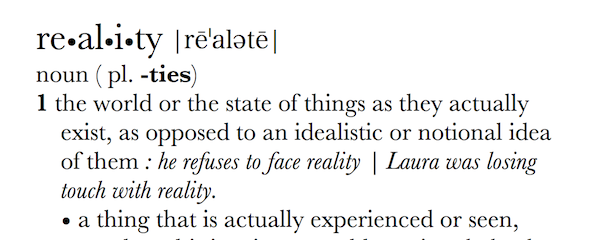 re•al•i•ty |rēˈalətē|
noun ( pl. -ties)
1 the world or the state of things as they actually
exist, as opposed to an idealistic or notional idea
of them : he refuses to face reality | Laura was losing
touch with reality.
• a thing that is actually experienced or seen,